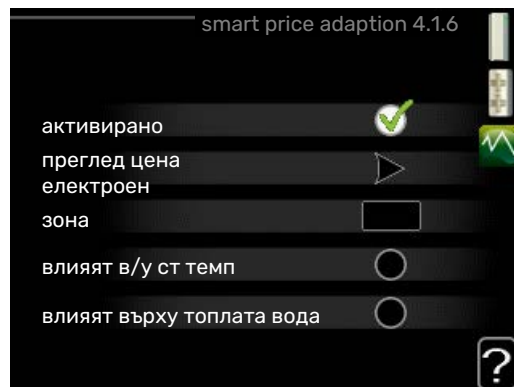 smart price adaption 4.1.6
активирано
преглед цена
електроен
зона
влияят в/у ст темп
влияят върху топлата вода
?